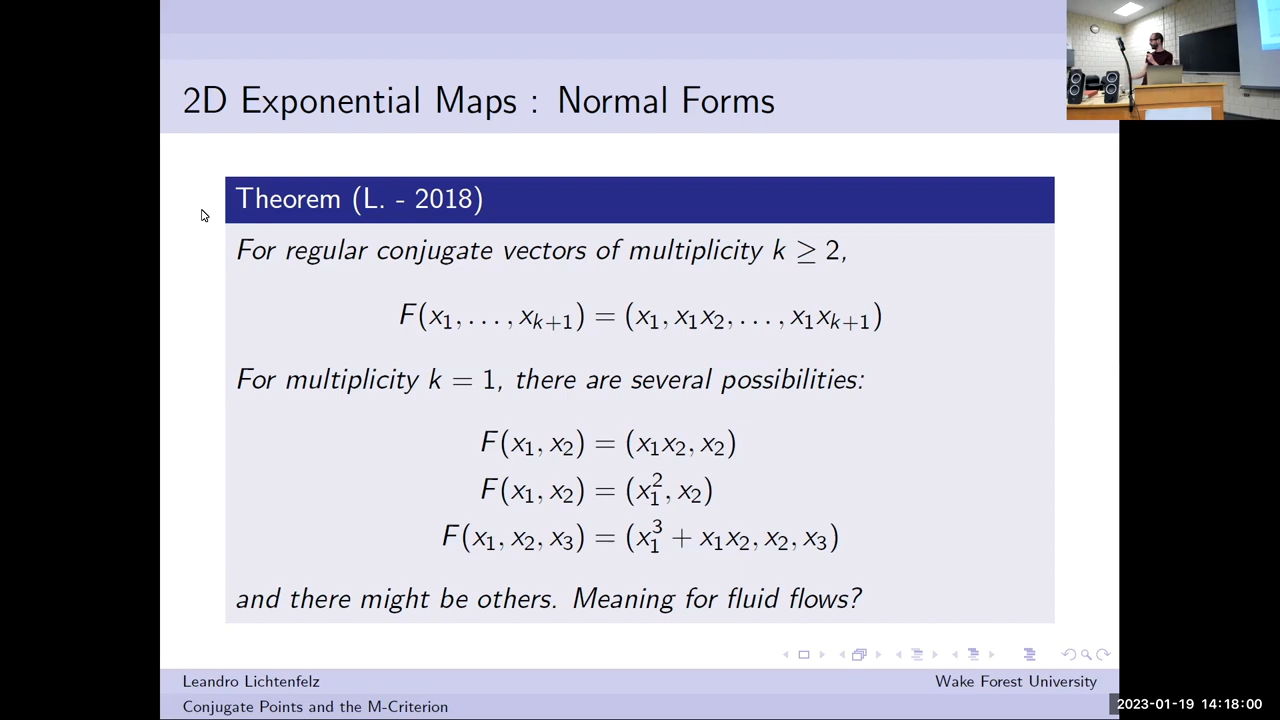 2D Exponential Maps : Normal Forms
Theorem (L. - 2018)
For regular conjugate vectors of multiplicity k ≥ 2,
F(x₁, . . . , xₖ₊₁) = (x₁, x₁x₂, . . . , x₁xₖ₊₁)
For multiplicity k = 1, there are several possibilities:
F(x₁, x₂) = (x₁x₂, x₂)
F(x₁, x₂) = (x₁², x₂)
F(x₁, x₂, x₃) = (x₁³ + x₁x₂, x₂, x₃)
and there might be others. Meaning for fluid flows?
Leandro Lichtenfelz
Wake Forest University
Conjugate Points and the M-Criterion
2023-01-19 14:18:00